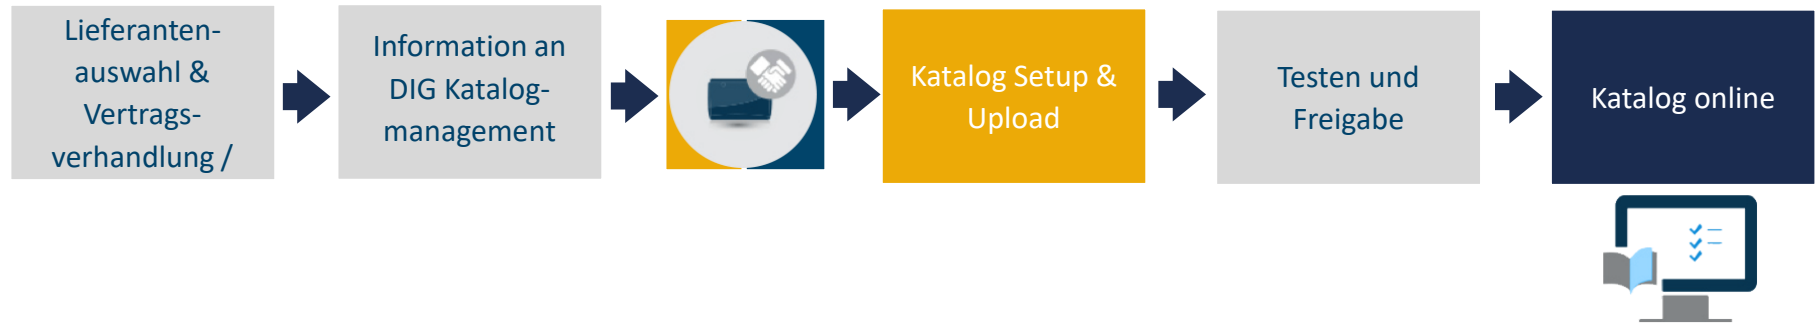 Lieferanten-
auswahl &
Vertrags-
verhandlung /
Information an
DIG Katalog-
management
Katalog Setup &
Upload
Testen und
Freigabe
Katalog online